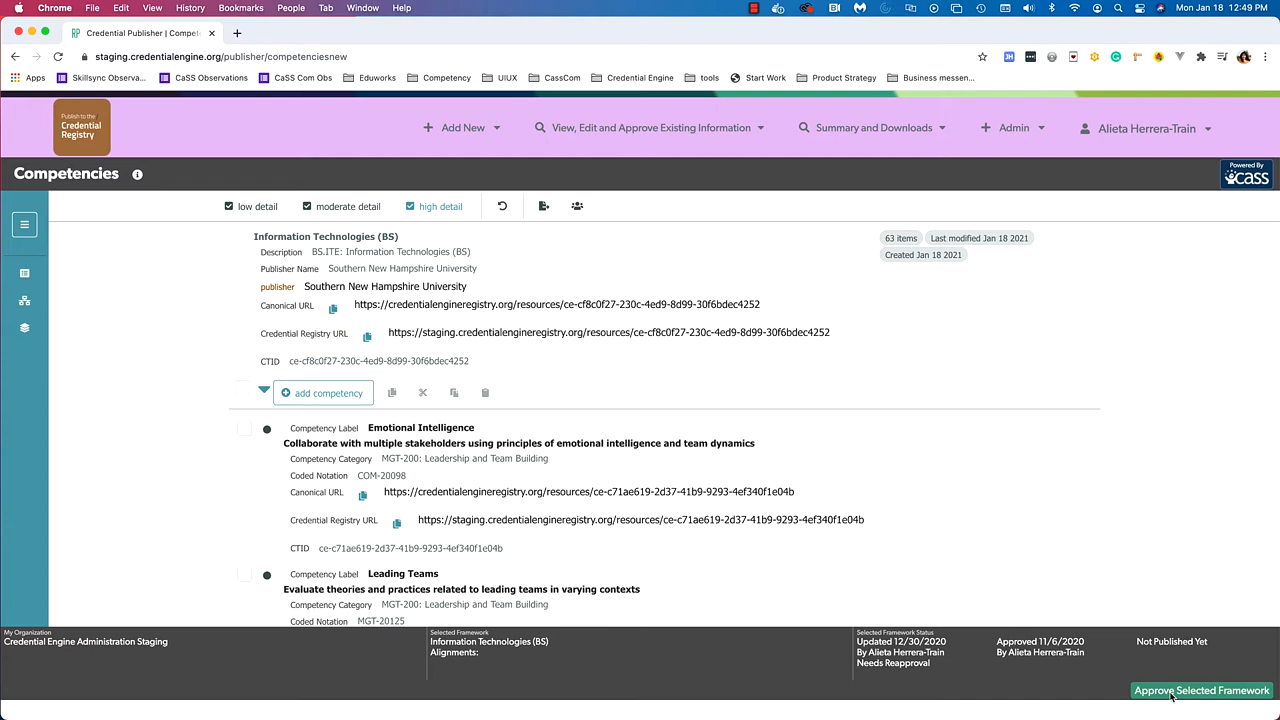 Chrome File Edit View History Bookmarks People Tab Window Help Mon Jan 18 12:49 PM
RP Credential Publisher | Compet
staging.credentialengine.org/publisher/competenciesnew
Apps Skillsync Observa... CaSS Observations CaSS Com Obs Eduworks Competency UIUX CassCom Credential Engine tools Start Work Product Strategy Business messen...
Publish to the
Credential
Registry
Add New View, Edit and Approve Existing Information Summary and Downloads Admin Alieta Herrera-Train
Competencies
Powered By
cass
low detail moderate detail high detail
Information Technologies (BS)
63 items Last modified Jan 18 2021
Created Jan 18 2021
Description BS.ITE: Information Technologies (BS)
Publisher Name Southern New Hampshire University
publisher Southern New Hampshire University
Canonical URL https://credentialengineregistry.org/resources/ce-cf8c0f27-230c-4ed9-8d99-30f6bdec4252
Credential Registry URL https://staging.credentialengineregistry.org/resources/ce-cf8c0f27-230c-4ed9-8d99-30f6bdec4252
CTID ce-cf8c0f27-230c-4ed9-8d99-30f6bdec4252
add competency
Competency Label Emotional Intelligence
Collaborate with multiple stakeholders using principles of emotional intelligence and team dynamics
Competency Category MGT-200: Leadership and Team Building
Coded Notation COM-20098
Canonical URL https://credentialengineregistry.org/resources/ce-c71ae619-2d37-41b9-9293-4ef340f1e04b
Credential Registry URL https://staging.credentialengineregistry.org/resources/ce-c71ae619-2d37-41b9-9293-4ef340f1e04b
CTID ce-c71ae619-2d37-41b9-9293-4ef340f1e04b
Competency Label Leading Teams
Evaluate theories and practices related to leading teams in varying contexts
Competency Category MGT-200: Leadership and Team Building
Coded Notation MGT-20125
My Organization
Credential Engine Administration Staging
Selected Framework
Information Technologies (BS)
Alignments:
Selected Framework Status
Updated 12/30/2020
By Alieta Herrera-Train
Needs Reapproval
Approved 11/6/2020
By Alieta Herrera-Train
Not Published Yet
Approve Selected Framework